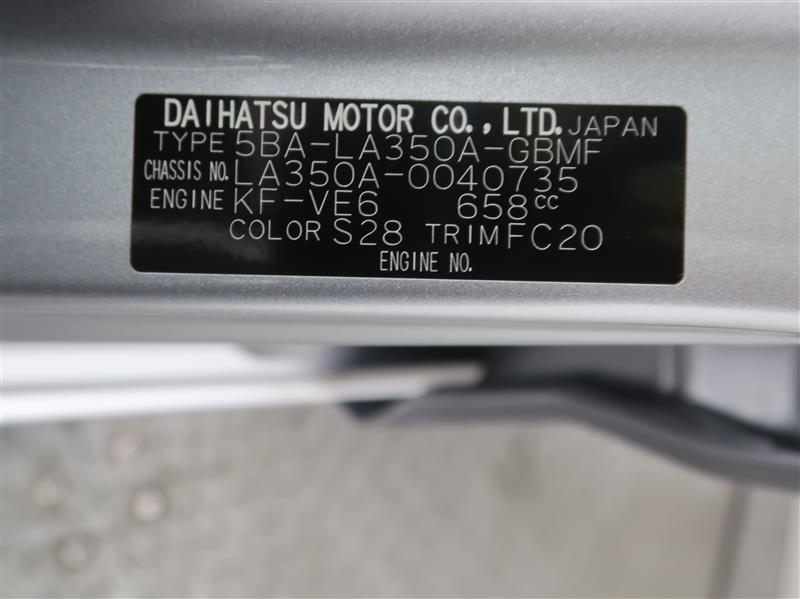 DAIHATSU MOTOR CO.,LTD. JAPAN
TYPE 5BA-LA350A-GBMF
CHASSIS NO. LA350A-0040735
ENGINE KF-VE6 658cc
COLOR S28 TRIM FC20
ENGINE NO.